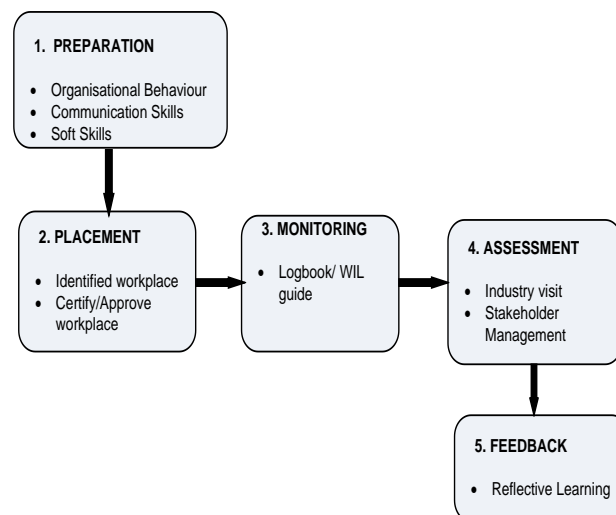 1. PREPARATION
• Organisational Behaviour
• Communication Skills
• Soft Skills
2. PLACEMENT
• Identified workplace
• Certify/Approve
workplace
3. MONITORING
• Logbook/ WIL
guide
4. ASSESSMENT
• Industry visit
• Stakeholder
Management
5. FEEDBACK
• Reflective Learning